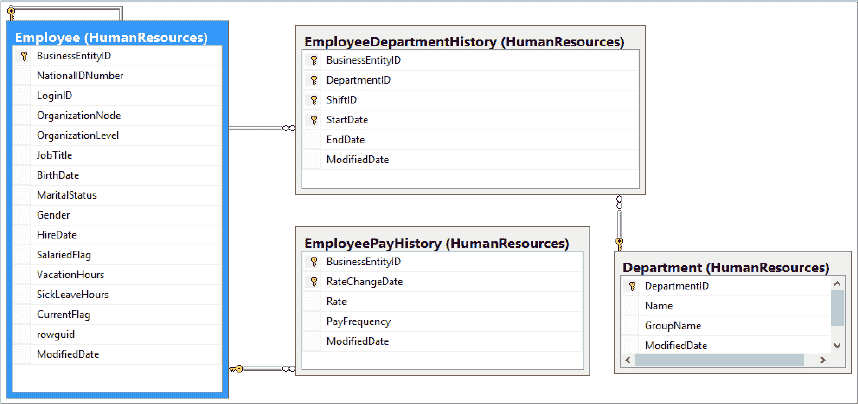 Employee (HumanResources)
BusinessEntityID
NationalIDNumber
LoginID
OrganizationNode
OrganizationLevel
JobTitle
BirthDate
MaritalStatus
Gender
HireDate
SalariedFlag
VacationHours
SickLeaveHours
CurrentFlag
rowguid
ModifiedDate
EmployeeDepartmentHistory (HumanResources)
BusinessEntityID
DepartmentID
ShiftID
StartDate
EndDate
ModifiedDate
EmployeePayHistory (HumanResources)
BusinessEntityID
RateChangeDate
Rate
PayFrequency
ModifiedDate
Department (HumanResources)
DepartmentID
Name
GroupName
ModifiedDate